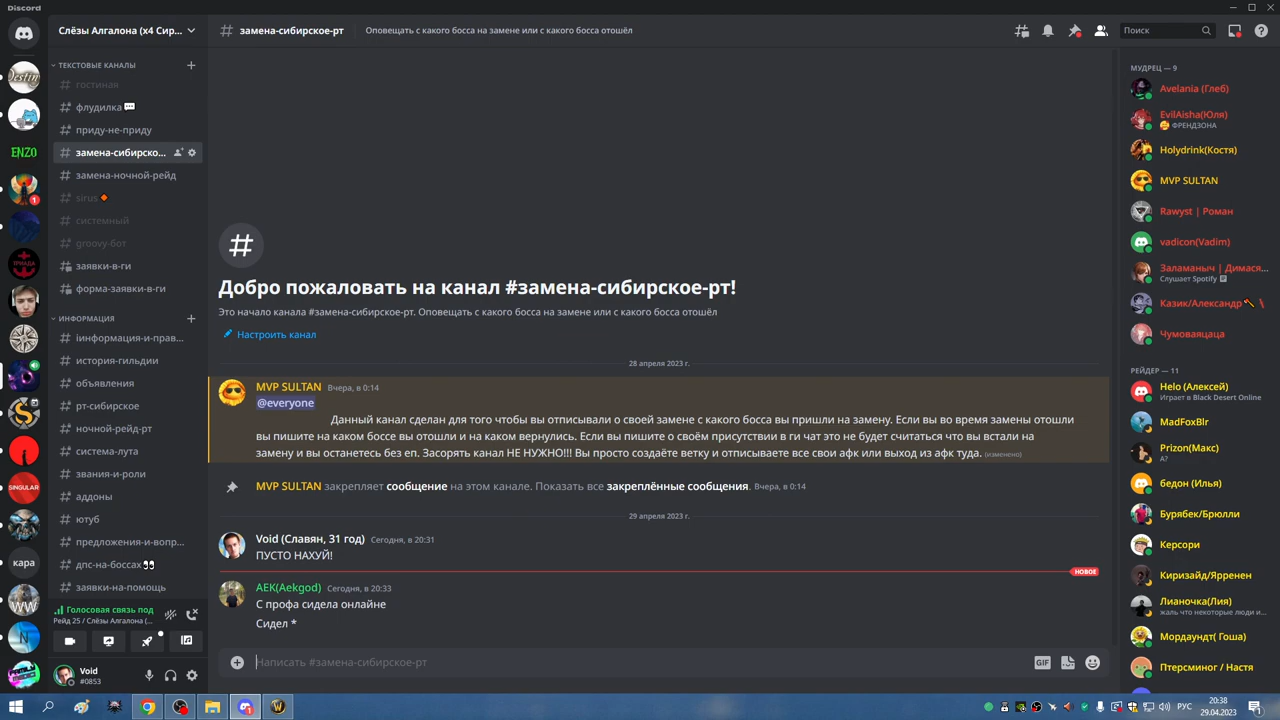 Discord
Слёзы Алгалона (x4 Сир...
замена-сибирское-рт
Оповещать с какого босса на замене или с какого босса отошёл
Поиск
ТЕКСТОВЫЕ КАНАЛЫ
гостиная
флудилка
приду-не-приду
замена-сибирско...
замена-ночной-рейд
sirus
системный
groovy-бот
заявки-в-ги
форма-заявки-в-ги
ИНФОРМАЦИЯ
iинформация-и-прав...
история-гильдии
объявления
рт-сибирское
ночной-рейд-рт
система-лута
звания-и-роли
аддоны
ютуб
предложения-и-вопр...
дпс-на-боссах
заявки-на-помощь
Голосовая связь под
Рейд 25 / Слёзы Алгалона (...
Void
#0853
ENZO
1
ТРИАДА
SINGULAR
кара
WW
N
Добро пожаловать на канал #замена-сибирское-рт!
Это начало канала #замена-сибирское-рт. Оповещать с какого босса на замене или с какого босса отошёл
Настроить канал
28 апреля 2023 г.
MVP SULTAN Вчера, в 0:14
@everyone
Данный канал сделан для того чтобы вы отписывали о своей замене с какого босса вы пришли на замену. Если вы во время замены отошли
вы пишите на каком боссе вы отошли и на каком вернулись. Если вы пишите о своём присутствии в ги чат это не будет считаться что вы встали на
замену и вы останетесь без еп. Засорять канал НЕ НУЖНО!!! Вы просто создаёте ветку и отписываете все свои афк или выход из афк туда. (изменено)
MVP SULTAN закрепляет сообщение на этом канале. Показать все закреплённые сообщения. Вчера, в 0:14
29 апреля 2023 г.
Void (Славян, 31 год) Сегодня, в 20:31
ПУСТО НАХУЙ!
НОВОЕ
AEK(Aekgod) Сегодня, в 20:33
С профа сидела онлайне
Сидел *
Написать #замена-сибирское-рт
GIF
МУДРЕЦ — 9
Avelania (Глеб)
EvilAisha(Юля)
ФРЕНДЗОНА
Holydrink(Костя)
MVP SULTAN
Rawyst | Роман
vadicon(Vadim)
Заламаныч | Димася...
Слушает Spotify
Казик/Александр
Чумоваяцаца
РЕЙДЕР — 11
Helo (Алексей)
Играет в Black Desert Online
MadFoxBlr
Prizon(Макс)
А?
бедон (Илья)
Бурябек/Брюлли
Керсори
Киризайд/Ярренен
Лианочка(Лия)
жаль что некоторые люди и...
Мордаундт( Гоша)
Птерсминог / Настя
РУС
20:38
29.04.2023
1